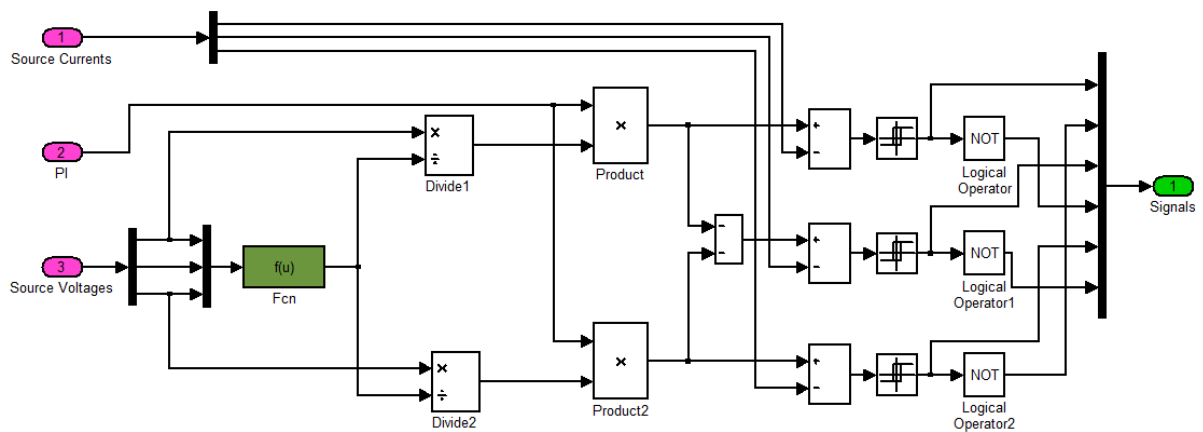 1
Source Currents
2
PI
3
Source Voltages
f(u)
Fcn
×
÷
Divide1
×
÷
Divide2
×
Product
×
Product2
-
-
+
-
+
-
+
-
NOT
Logical
Operator
NOT
Logical
Operator1
NOT
Logical
Operator2
1
Signals